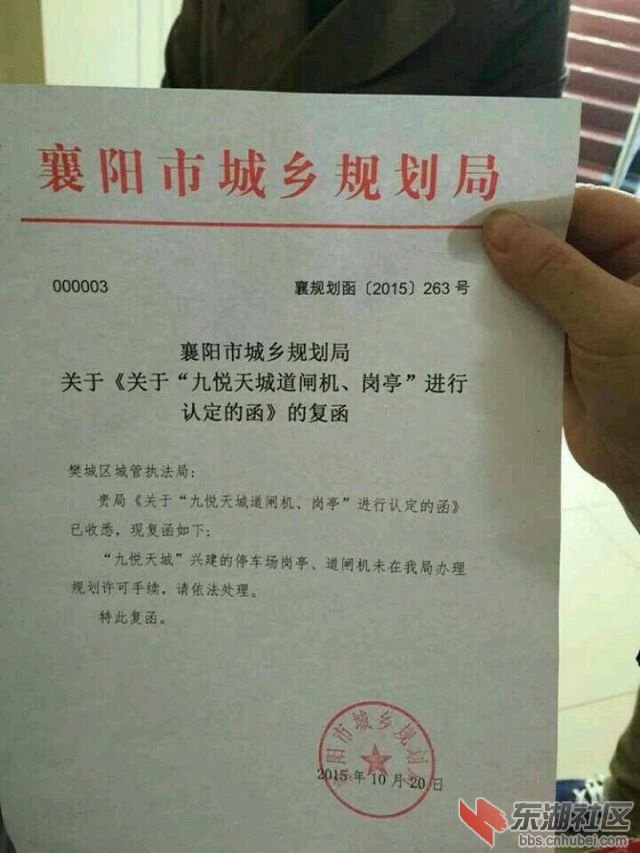 襄阳市城乡规划局
000003 襄规划函〔2015〕263号
襄阳市城乡规划局
关于《关于“九悦天城道闸机、岗亭”进行
认定的函》的复函
樊城区城管执法局:
贵局《关于“九悦天城道闸机、岗亭”进行认定的函》
已收悉，现复函如下:
“九悦天城”兴建的停车场岗亭、道闸机未在我局办理
规划许可手续，请依法处理。
特此复函。
襄阳市城乡规划局
2015年10月20日
东湖社区
bbs.cnhubei.com